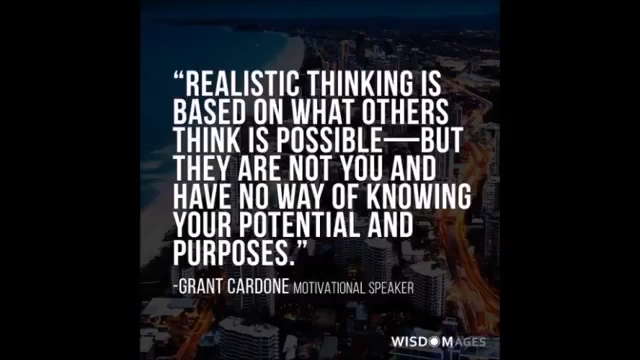 “REALISTIC THINKING IS
BASED ON WHAT OTHERS
THINK IS POSSIBLE—BUT
THEY ARE NOT YOU AND
HAVE NO WAY OF KNOWING
YOUR POTENTIAL AND
PURPOSES.”
-GRANT CARDONE MOTIVATIONAL SPEAKER
WISDOMAGES